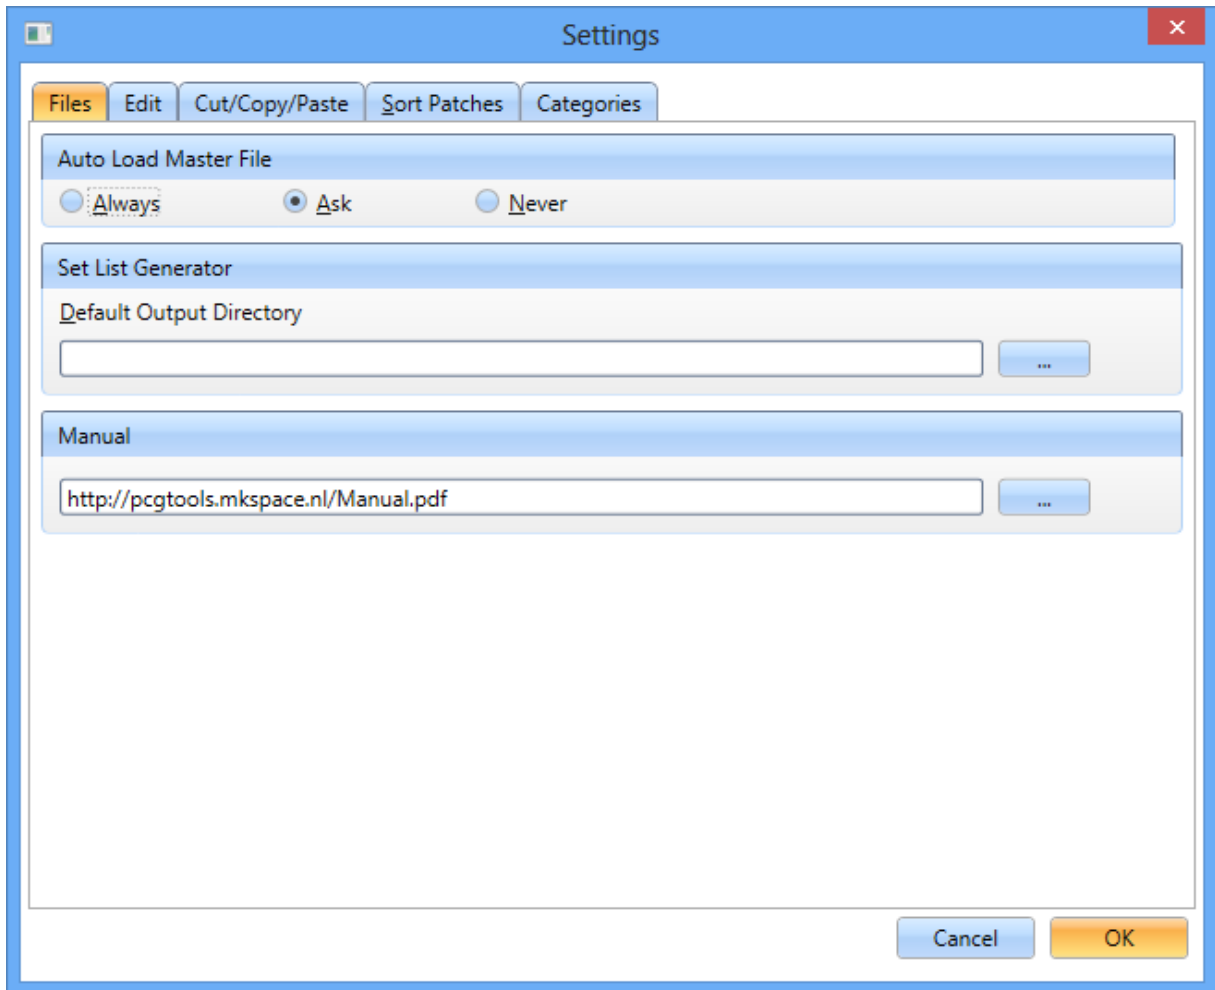 Settings
Files Edit Cut/Copy/Paste Sort Patches Categories
Auto Load Master File
Always Ask Never
Set List Generator
Default Output Directory
...
Manual
http://pcgtools.mkspace.nl/Manual.pdf ...
Cancel OK